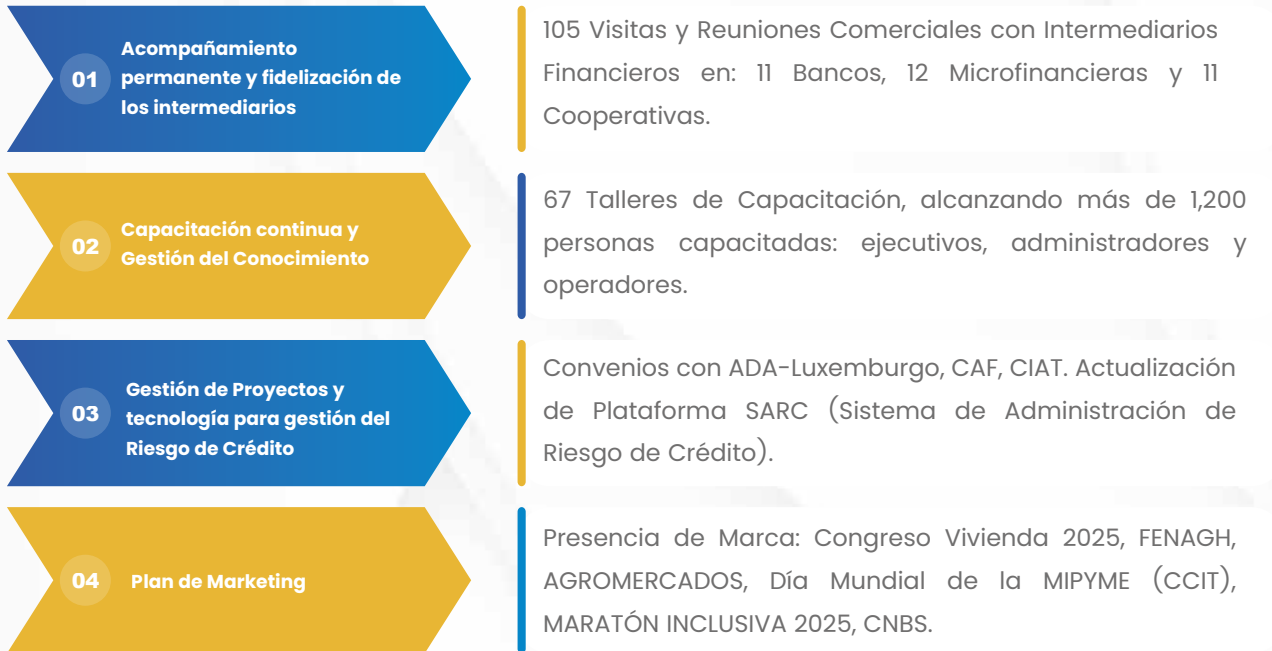 01
Acompañamiento
permanente y fidelización de
los intermediarios
105 Visitas y Reuniones Comerciales con Intermediarios
Financieros en: 11 Bancos, 12 Microfinancieras y 11
Cooperativas.
02
Capacitación continua y
Gestión del Conocimiento
67 Talleres de Capacitación, alcanzando más de 1,200
personas capacitadas: ejecutivos, administradores y
operadores.
03
Gestión de Proyectos y
tecnología para gestión del
Riesgo de Crédito
Convenios con ADA-Luxemburgo, CAF, CIAT. Actualización
de Plataforma SARC (Sistema de Administración de
Riesgo de Crédito).
04
Plan de Marketing
Presencia de Marca: Congreso Vivienda 2025, FENAGH,
AGROMERCADOS, Día Mundial de la MIPYME (CCIT),
MARATÓN INCLUSIVA 2025, CNBS.